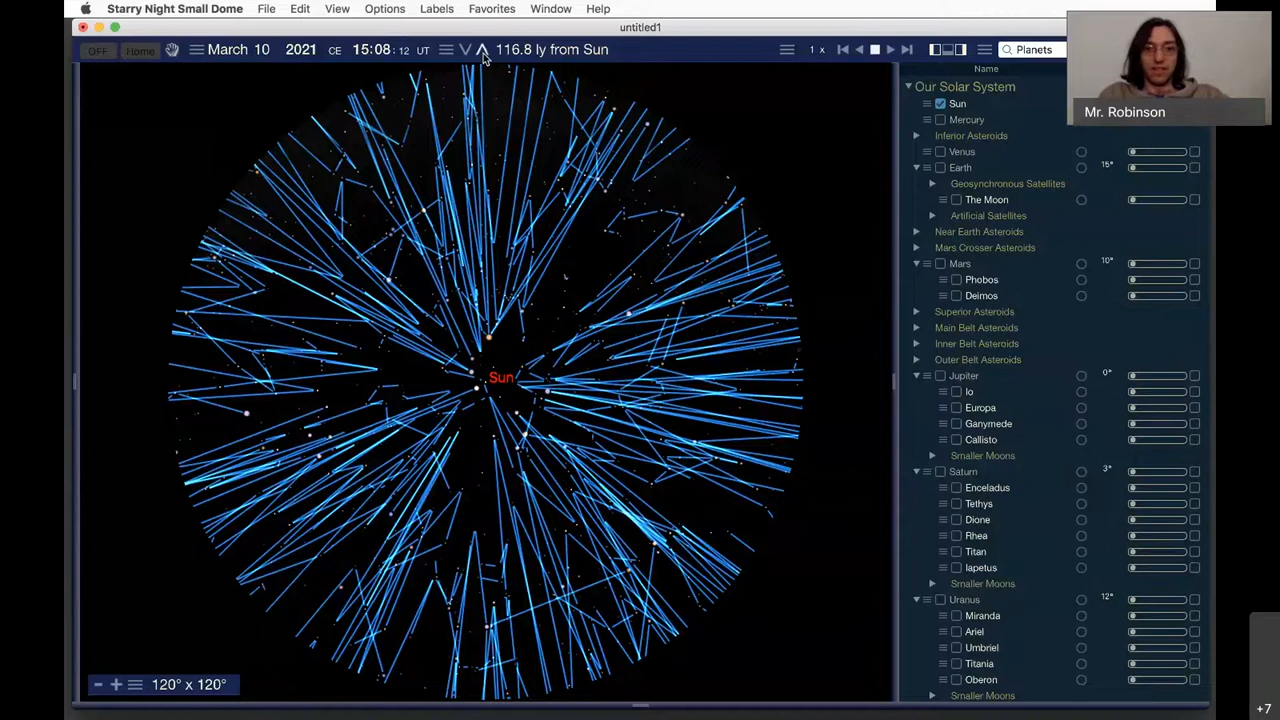 Starry Night Small Dome File Edit View Options Labels Favorites Window Help
untitled1
OFF Home March 10 2021 CE 15:08:12 UT 116.8 ly from Sun 1 x Planets
Name
Our Solar System
Sun
Mercury
Inferior Asteroids
Venus
Earth 15°
Geosynchronous Satellites
The Moon
Artificial Satellites
Near Earth Asteroids
Mars Crosser Asteroids
Mars 10°
Phobos
Deimos
Superior Asteroids
Main Belt Asteroids
Inner Belt Asteroids
Outer Belt Asteroids
Jupiter 0°
Io
Europa
Ganymede
Callisto
Smaller Moons
Saturn 3°
Enceladus
Tethys
Dione
Rhea
Titan
Iapetus
Smaller Moons
Uranus 12°
Miranda
Ariel
Umbriel
Titania
Oberon
Smaller Moons
Mr. Robinson
Sun
120° x 120°
+7